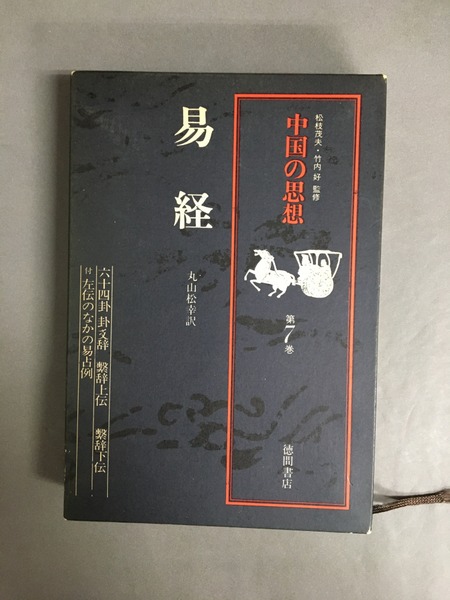 松枝茂夫・竹内 好 監修
中国の思想
第7巻
徳間書店
易経
丸山松幸訳
六十四卦 卦爻辞 繫辞上伝 繫辞下伝
付 左伝のなかの易占例